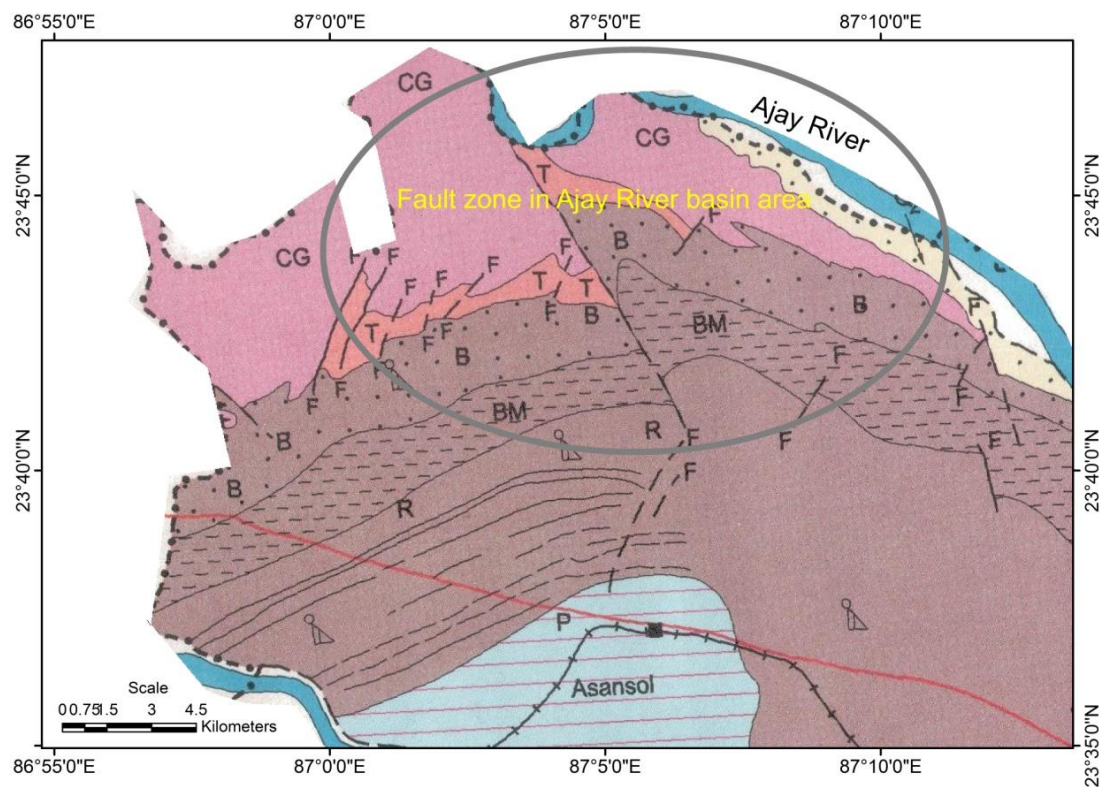 86°55'0"E
87°0'0"E
87°5'0"E
87°10'0"E
23°45'0"N
23°40'0"N
23°45'0"N
23°40'0"N
23°35'0"N
CG
CG
Ajay River
T
Fault zone in Ajay River basin area
F
B
CG
F
F
F
F
F
F
T
T
F
B
T
F
F
B
BM
B
F
F
F
F
F
BM
F
B
R
F
F
F
F
B
R
P
Asansol
Scale
0 0.75 1.5 3 4.5
Kilometers
86°55'0"E
87°0'0"E
87°5'0"E
87°10'0"E